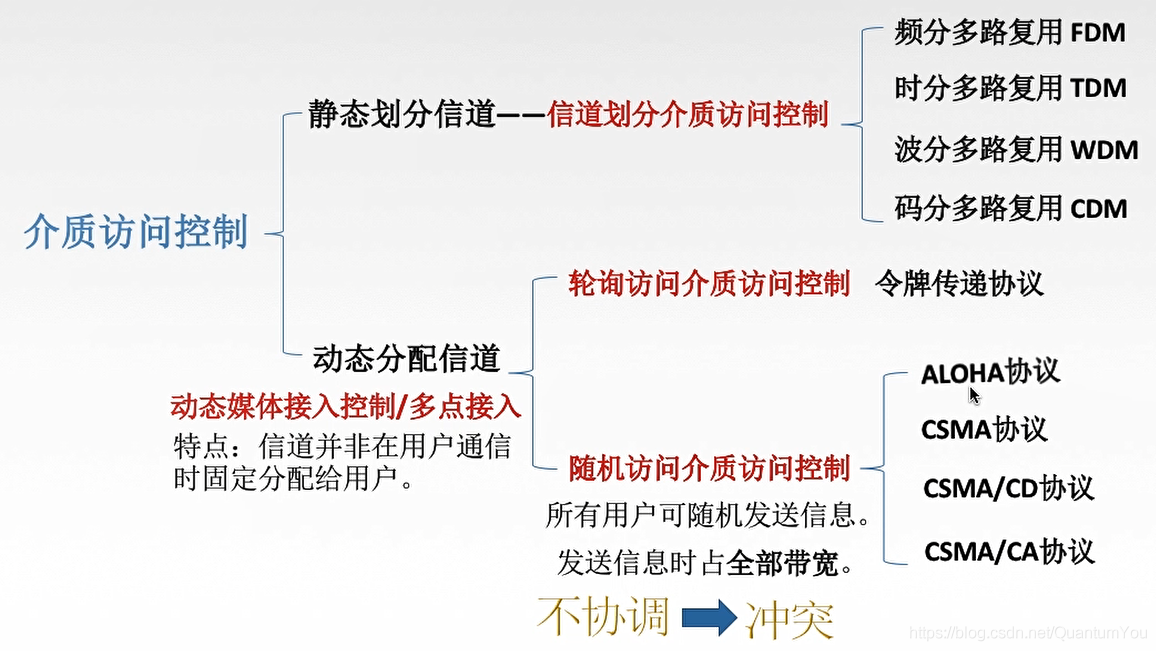 介质访问控制
静态划分信道——信道划分介质访问控制
频分多路复用 FDM
时分多路复用 TDM
波分多路复用 WDM
码分多路复用 CDM
动态分配信道
动态媒体接入控制/多点接入
特点：信道并非在用户通信
时固定分配给用户。
轮询访问介质访问控制 令牌传递协议
随机访问介质访问控制
所有用户可随机发送信息。
发送信息时占全部带宽。
ALOHA协议
CSMA协议
CSMA/CD协议
CSMA/CA协议
不协调 冲突
https://blog.csdn.net/QuantumYou